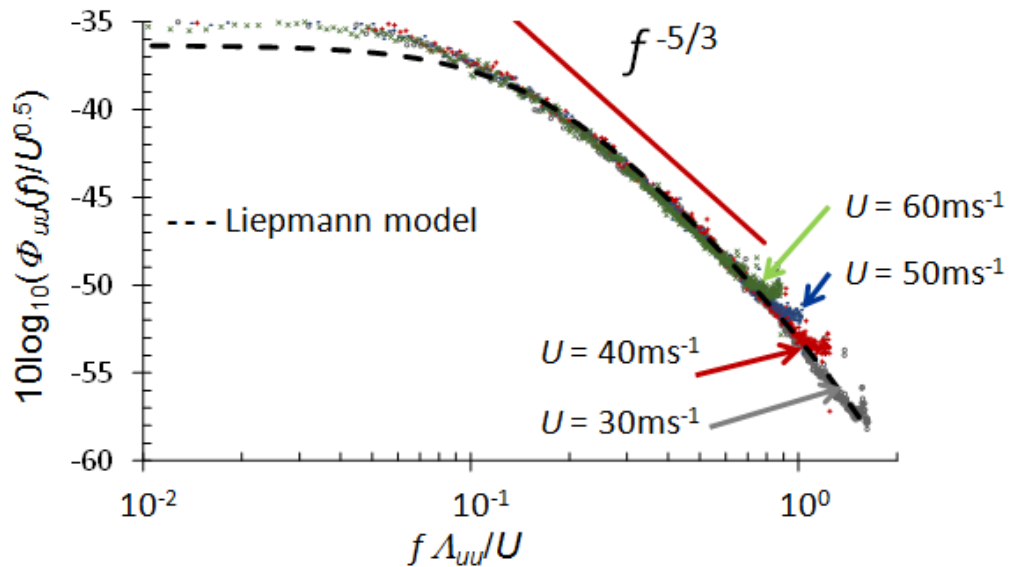 -35
-40
-45
-50
-55
-60
10log₁₀(Φᵤᵤ(f)/U⁰·⁵)
f⁻⁵/³
Liepmann model
U = 60ms⁻¹
U = 50ms⁻¹
U = 40ms⁻¹
U = 30ms⁻¹
10⁻² 10⁻¹ 10⁰
f Λᵤᵤ/U